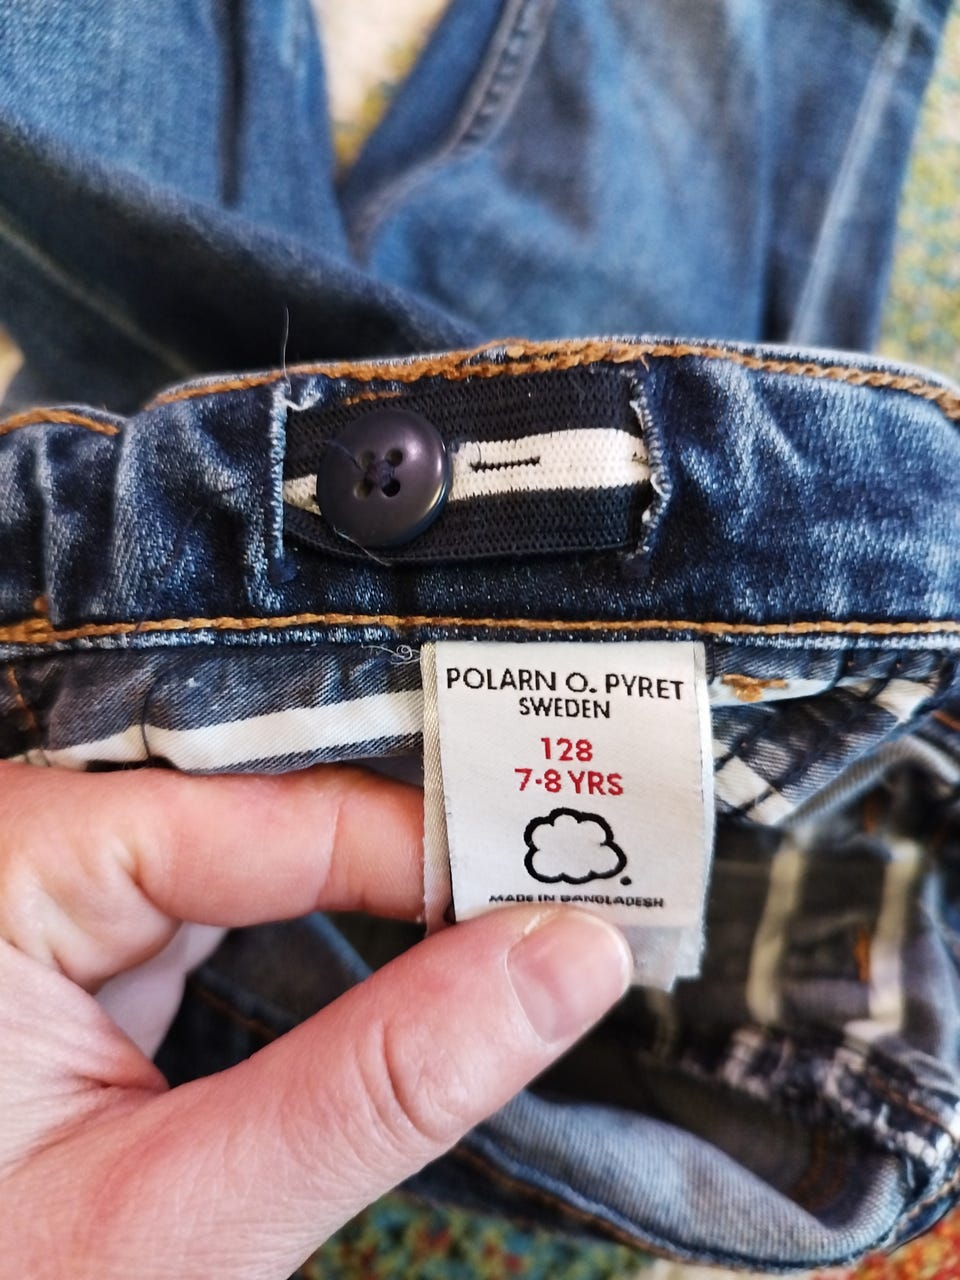 POLARN O. PYRET
SWEDEN
128
7-8 YRS
MADE IN BANGLADESH